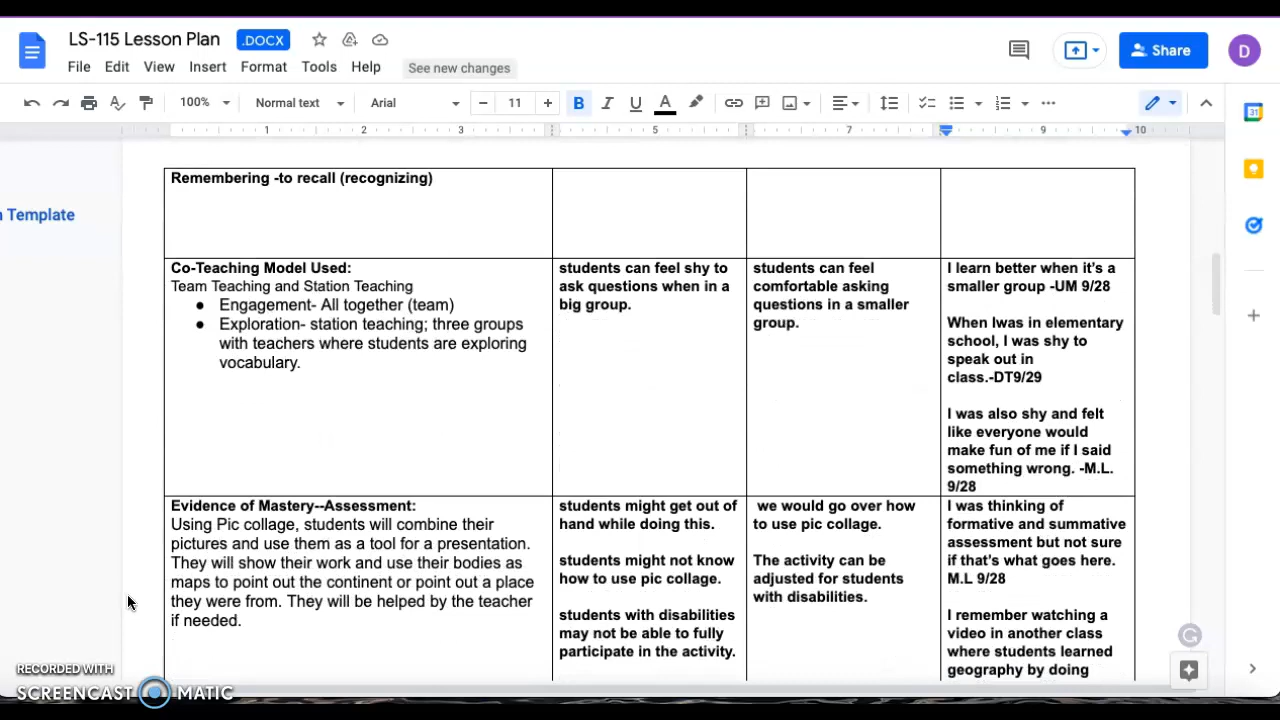 LS-115 Lesson Plan .DOCX
File Edit View Insert Format Tools Help See new changes
Share D
100% Normal text Arial – 11 + B I U A
1 2 3 5 7 9 10
n Template
Remembering -to recall (recognizing)
Co-Teaching Model Used:
Team Teaching and Station Teaching
● Engagement- All together (team)
● Exploration- station teaching; three groups
with teachers where students are exploring
vocabulary.
students can feel shy to
ask questions when in a
big group.
students can feel
comfortable asking
questions in a smaller
group.
I learn better when it's a
smaller group -UM 9/28
When Iwas in elementary
school, I was shy to
speak out in
class.-DT9/29
I was also shy and felt
like everyone would
make fun of me if I said
something wrong. -M.L.
9/28
Evidence of Mastery--Assessment:
Using Pic collage, students will combine their
pictures and use them as a tool for a presentation.
They will show their work and use their bodies as
maps to point out the continent or point out a place
they were from. They will be helped by the teacher
if needed.
students might get out of
hand while doing this.
students might not know
how to use pic collage.
students with disabilities
may not be able to fully
participate in the activity.
we would go over how
to use pic collage.
The activity can be
adjusted for students
with disabilities.
I was thinking of
formative and summative
assessment but not sure
if that's what goes here.
M.L 9/28
I remember watching a
video in another class
where students learned
geography by doing
31
RECORDED WITH
SCREENCAST MATIC